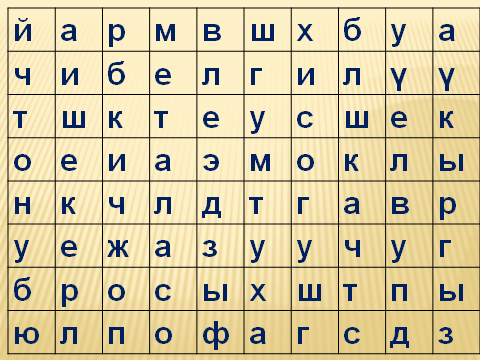 й а р м в ш х б у а
ч и б е л г и л ү ү
т ш к т е у с ш е к
о е и а э м о к л ы
н к ч л д т г а в р
у е ж а з у у ч у г
б р о с ы х ш т п ы
ю л п о ф а г с д з